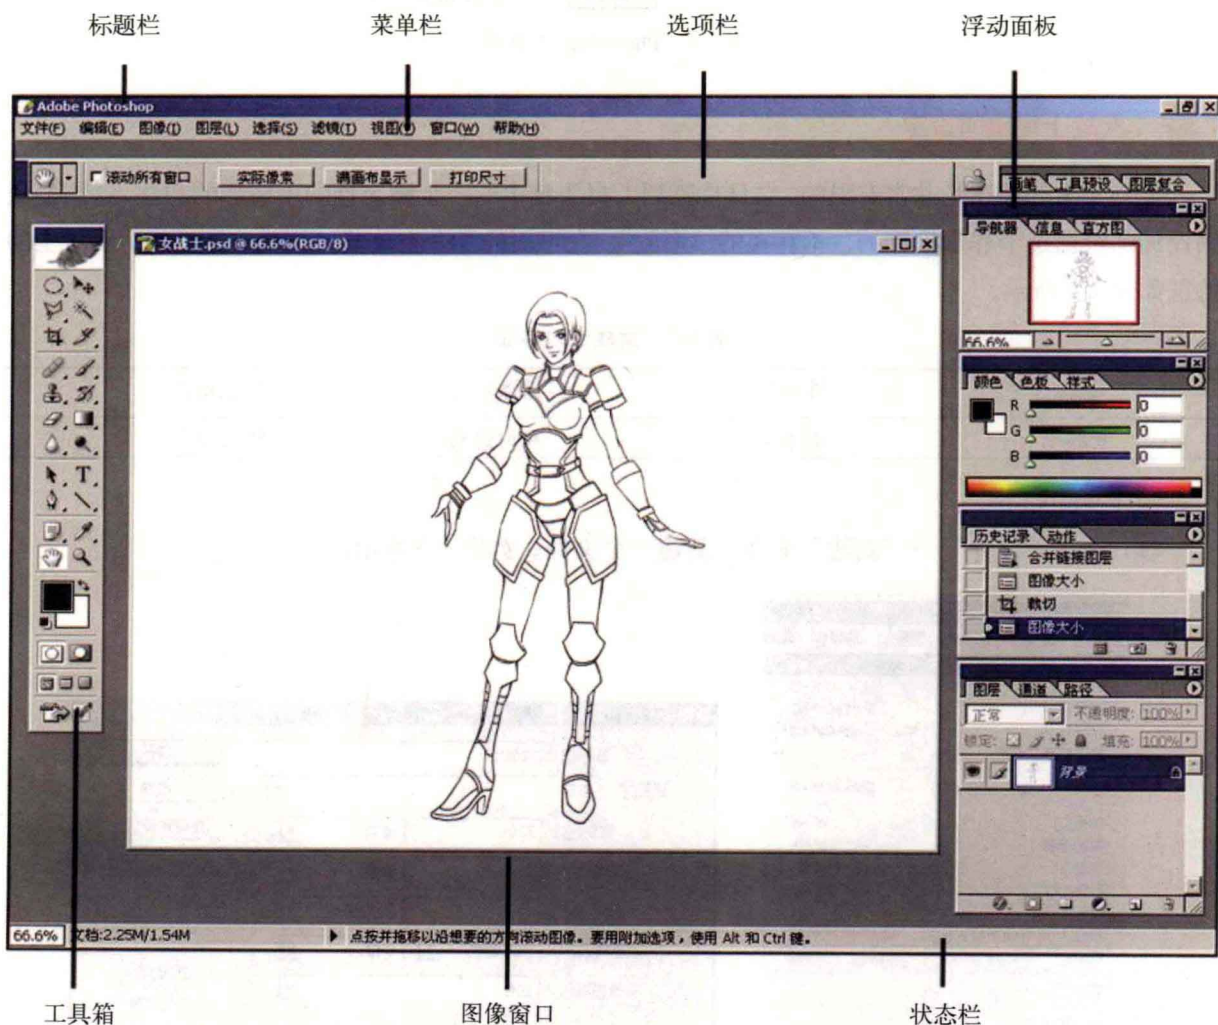 标题栏 菜单栏 选项栏 浮动面板
Adobe Photoshop
文件(F) 编辑(E) 图像(I) 图层(L) 选择(S) 滤镜(T) 视图 窗口(W) 帮助(H)
滚动所有窗口 实际像素 满画布显示 打印尺寸 画笔 工具预设 图层复合
女战士.psd @ 66.6%(RGB/8)
导航器 信息 直方图
66.6%
颜色 色板 样式
R 0
G 0
B 0
T
历史记录 动作
合并链接图层
图像大小
裁切
图像大小
图层 通道 路径
正常 不透明度: 100%
锁定: 填充: 100%
背景
66.6% 文档:2.25M/1.54M 点按并拖移以沿想要的方向滚动图像。要用附加选项，使用 Alt 和 Ctrl 键。
工具箱 图像窗口 状态栏